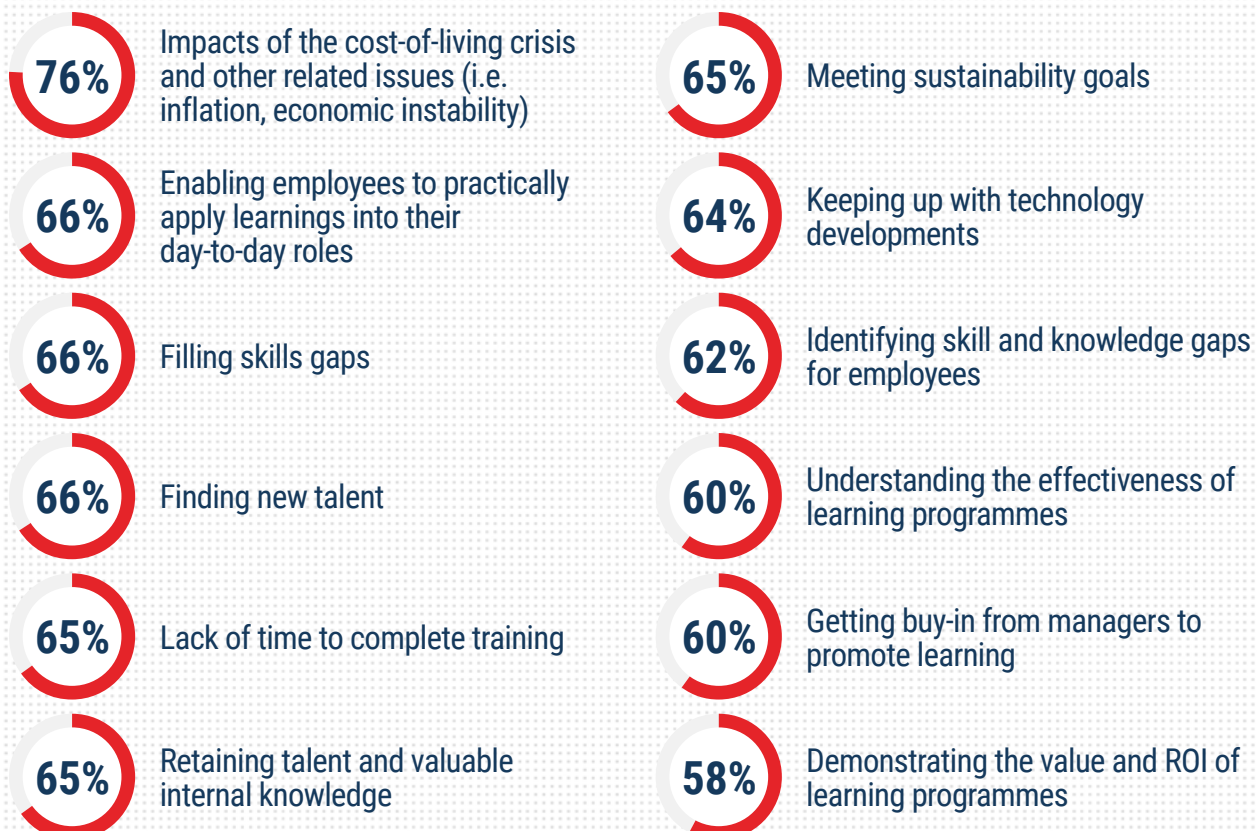 76%
Impacts of the cost-of-living crisis
and other related issues (i.e.
inflation, economic instability)
66%
Enabling employees to practically
apply learnings into their
day-to-day roles
66%
Filling skills gaps
66%
Finding new talent
65%
Lack of time to complete training
65%
Retaining talent and valuable
internal knowledge
65%
Meeting sustainability goals
64%
Keeping up with technology
developments
62%
Identifying skill and knowledge gaps
for employees
60%
Understanding the effectiveness of
learning programmes
60%
Getting buy-in from managers to
promote learning
58%
Demonstrating the value and ROI of
learning programmes